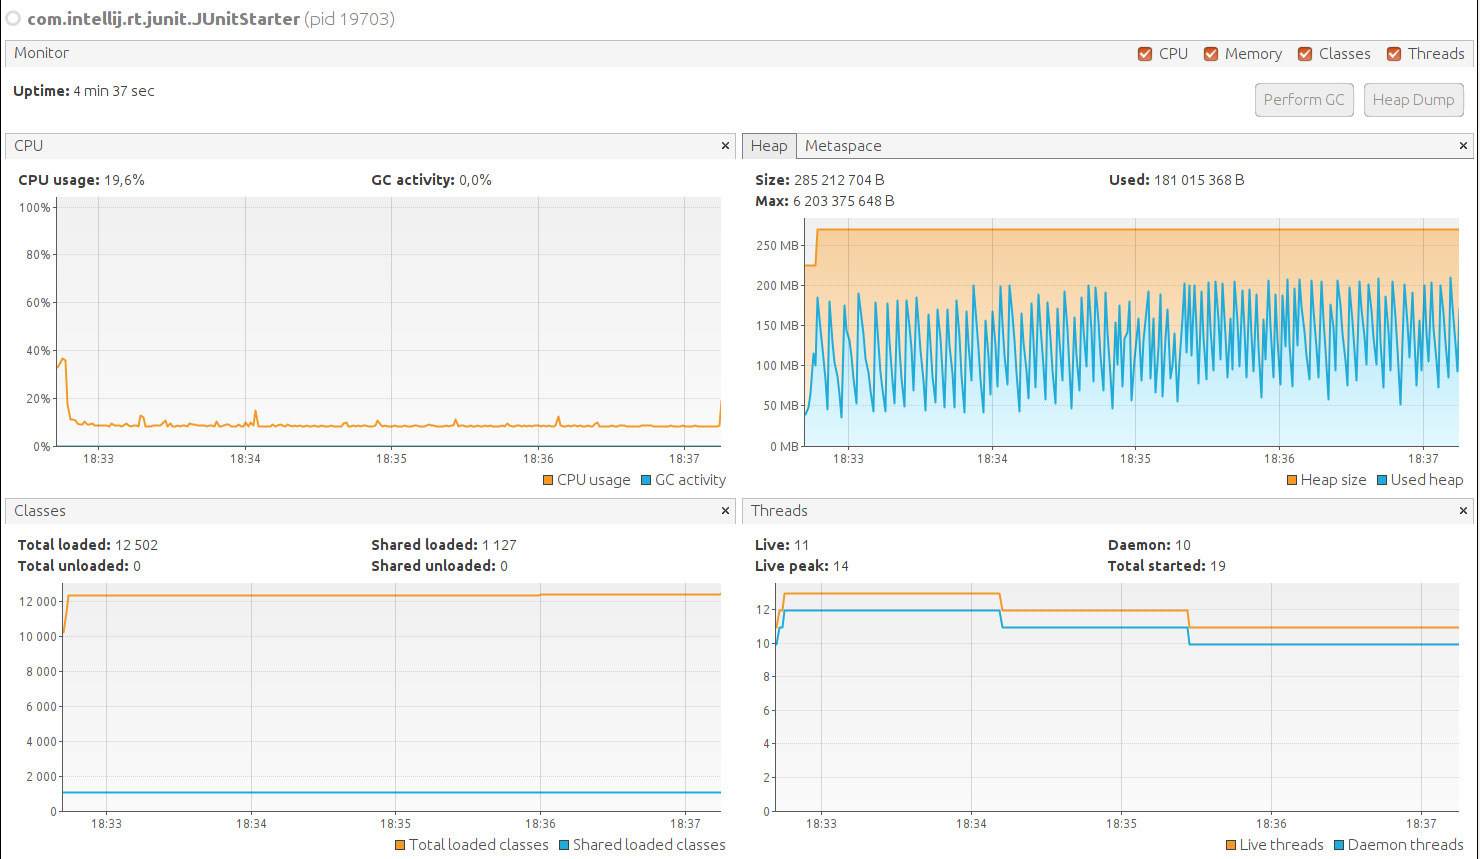 com.intellij.rt.junit.JUnitStarter (pid 19703)
Monitor
CPU Memory Classes Threads
Uptime: 4 min 37 sec
Perform GC Heap Dump
CPU
CPU usage: 19,6% GC activity: 0,0%
100%
80%
60%
40%
20%
0%
18:33 18:34 18:35 18:36 18:37
CPU usage GC activity
Heap Metaspace
Size: 285 212 704 B Used: 181 015 368 B
Max: 6 203 375 648 B
250 MB
200 MB
150 MB
100 MB
50 MB
0 MB
18:33 18:34 18:35 18:36 18:37
Heap size Used heap
Classes
Total loaded: 12 502 Shared loaded: 1 127
Total unloaded: 0 Shared unloaded: 0
12 000
10 000
8 000
6 000
4 000
2 000
0
18:33 18:34 18:35 18:36 18:37
Total loaded classes Shared loaded classes
Threads
Live: 11 Daemon: 10
Live peak: 14 Total started: 19
12
10
8
6
4
2
0
18:33 18:34 18:35 18:36 18:37
Live threads Daemon threads